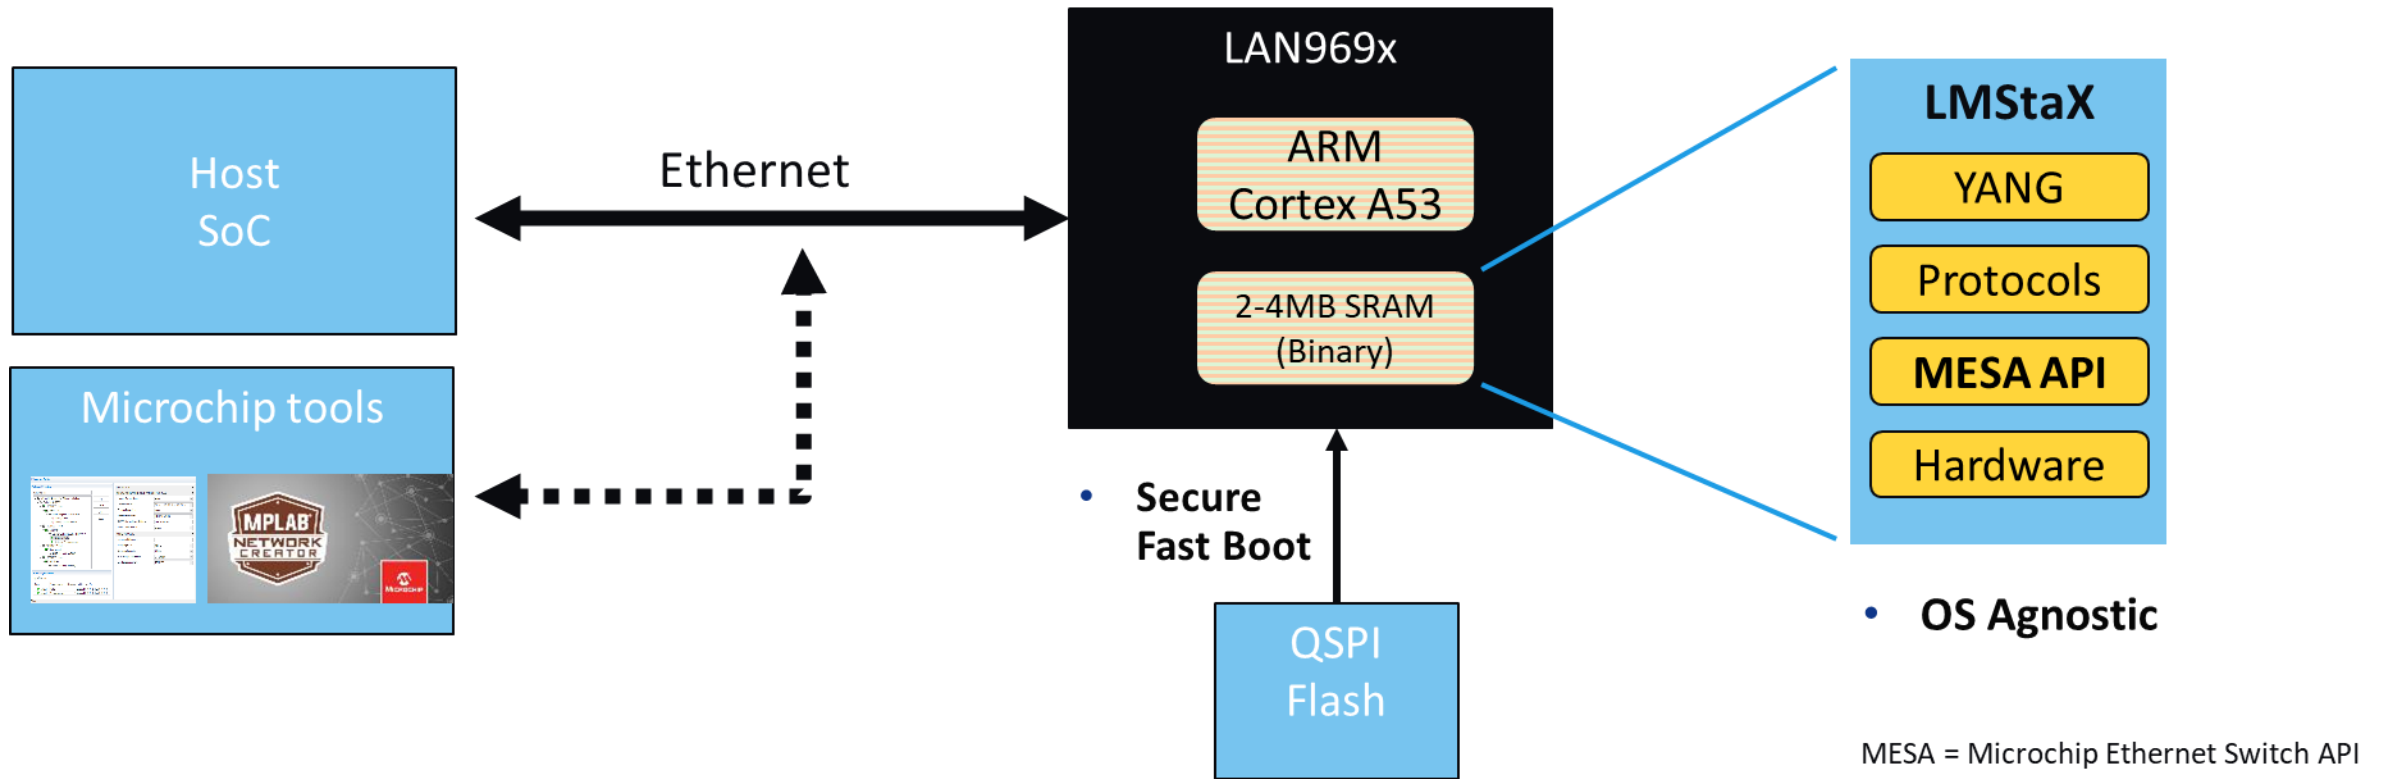 Host
SoC
Ethernet
LAN969x
ARM
Cortex A53
2-4MB SRAM
(Binary)
LMStaX
YANG
Protocols
MESA API
Hardware
Microchip tools
MPLAB
NETWORK
CREATOR
MICROCHIP
• Secure
Fast Boot
QSPI
Flash
• OS Agnostic
MESA = Microchip Ethernet Switch API